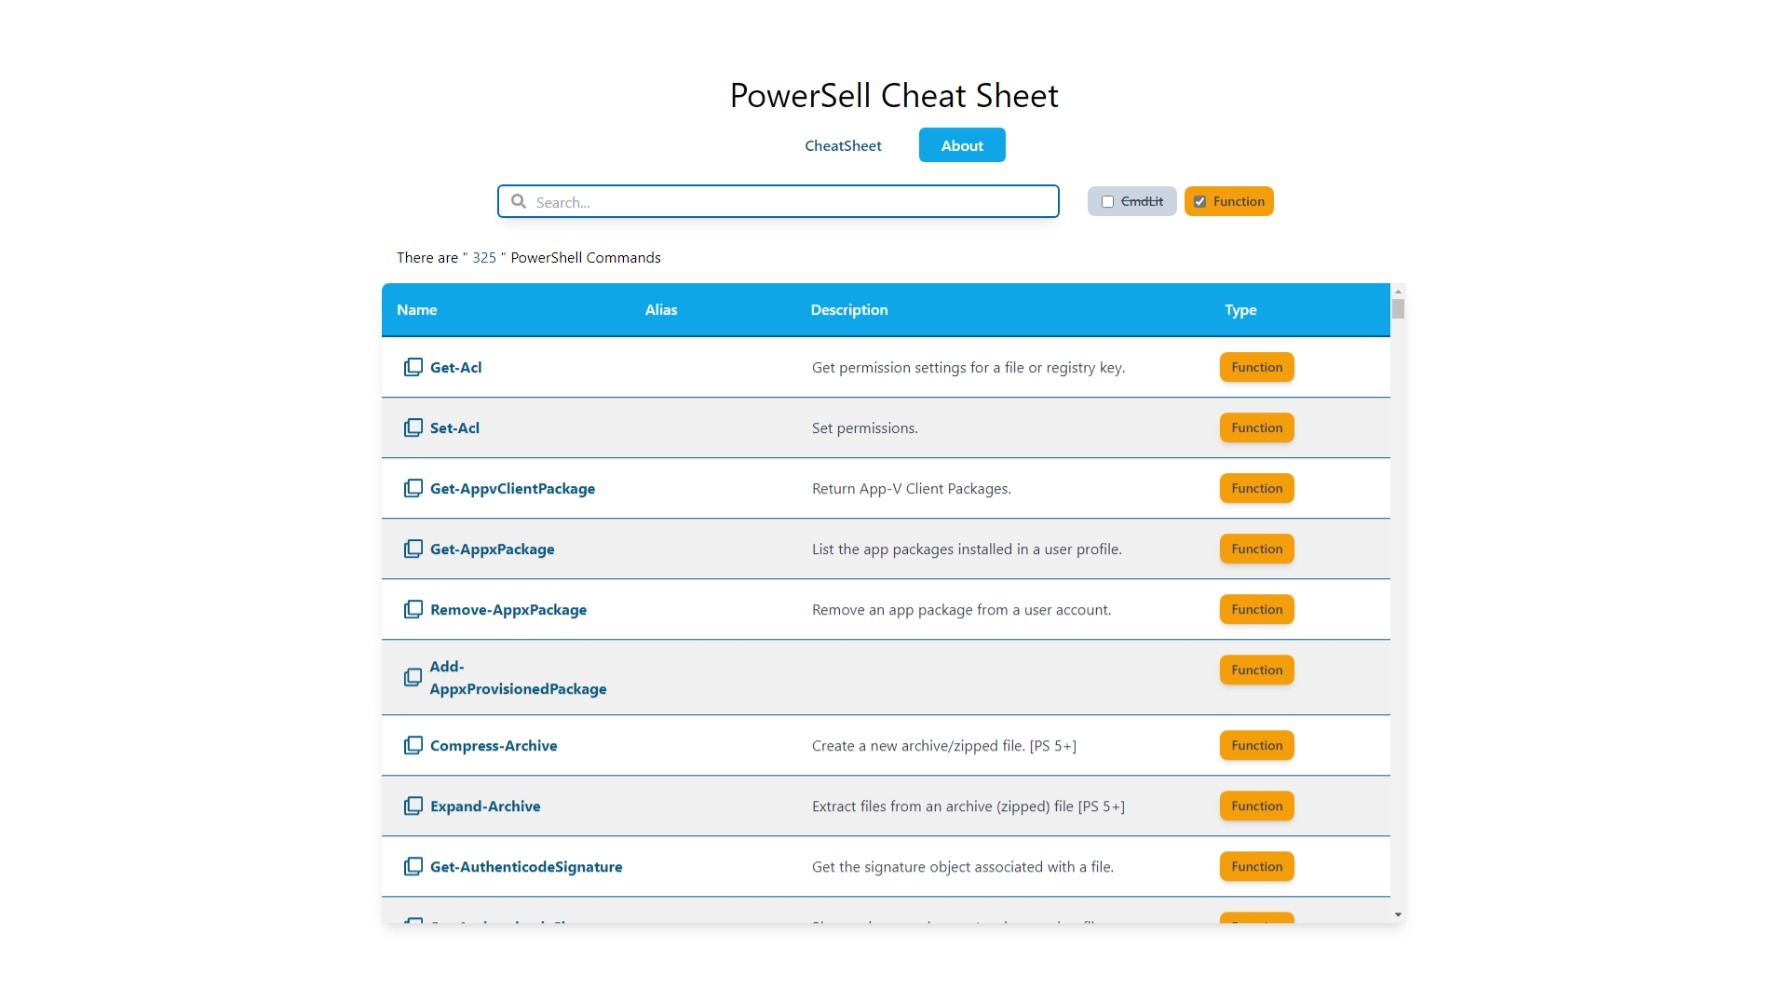 PowerSell Cheat Sheet
CheatSheet About
Search... CmdLit Function
There are " 325 " PowerShell Commands
Name Alias Description Type
Get-Acl Get permission settings for a file or registry key. Function
Set-Acl Set permissions. Function
Get-AppvClientPackage Return App-V Client Packages. Function
Get-AppxPackage List the app packages installed in a user profile. Function
Remove-AppxPackage Remove an app package from a user account. Function
Add-
AppxProvisionedPackage Function
Compress-Archive Create a new archive/zipped file. [PS 5+] Function
Expand-Archive Extract files from an archive (zipped) file [PS 5+] Function
Get-AuthenticodeSignature Get the signature object associated with a file. Function